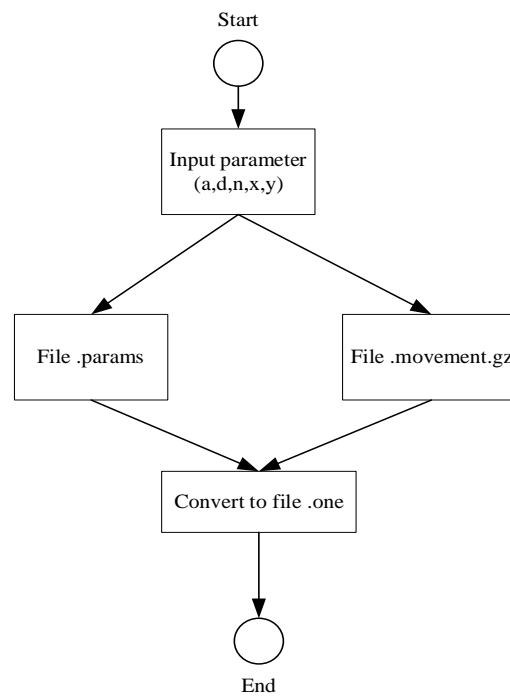 Start
Input parameter
(a,d,n,x,y)
File .params
File .movement.gz
Convert to file .one
End